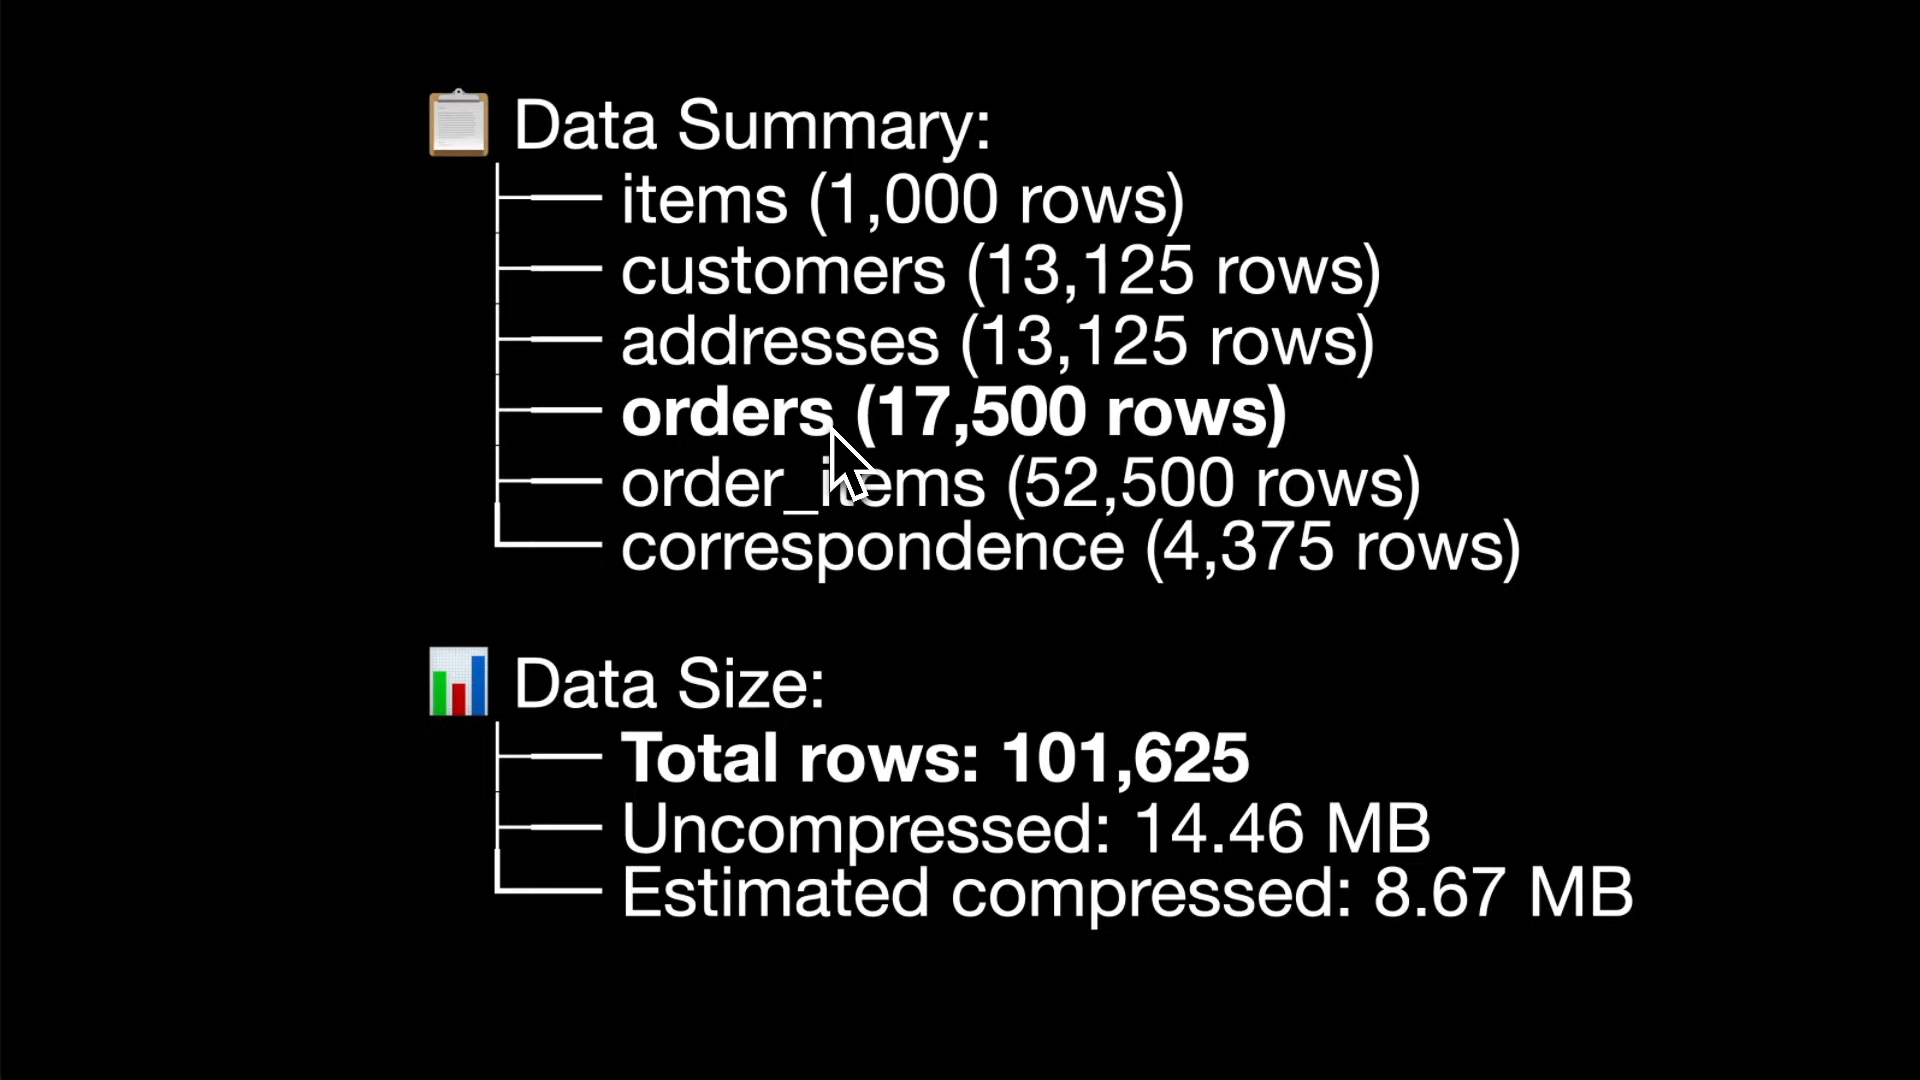 Data Summary:
items (1,000 rows)
customers (13,125 rows)
addresses (13,125 rows)
orders (17,500 rows)
order_items (52,500 rows)
correspondence (4,375 rows)
Data Size:
Total rows: 101,625
Uncompressed: 14.46 MB
Estimated compressed: 8.67 MB